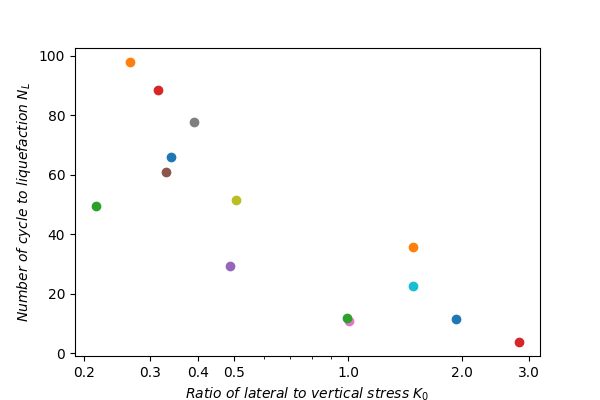 100
80
60
40
20
0
Number of cycle to liquefaction N_L
0.2 0.3 0.4 0.5 1.0 2.0 3.0
Ratio of lateral to vertical stress K_0